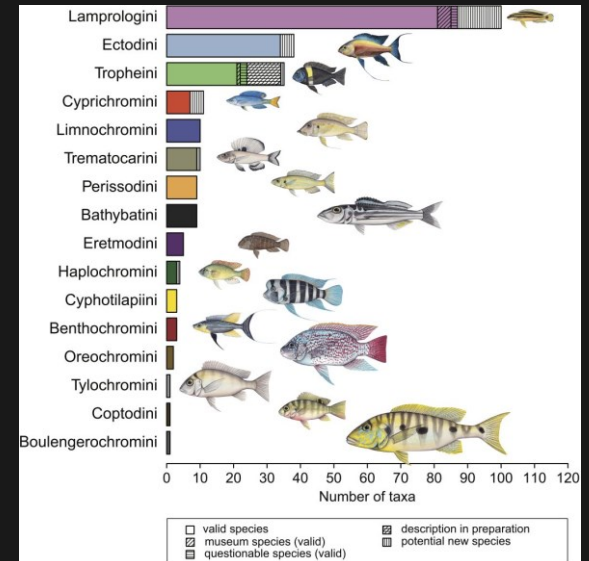 Lamprologini
Ectodini
Tropheini
Cyprichromini
Limnochromini
Trematocarini
Perissodini
Bathybatini
Eretmodini
Haplochromini
Cyphotilapiini
Benthochromini
Oreochromini
Tylochromini
Coptodini
Boulengerochromini
0 10 20 30 40 50 60 70 80 90 100 110 120
Number of taxa
valid species
museum species (valid)
questionable species (valid)
description in preparation
potential new species